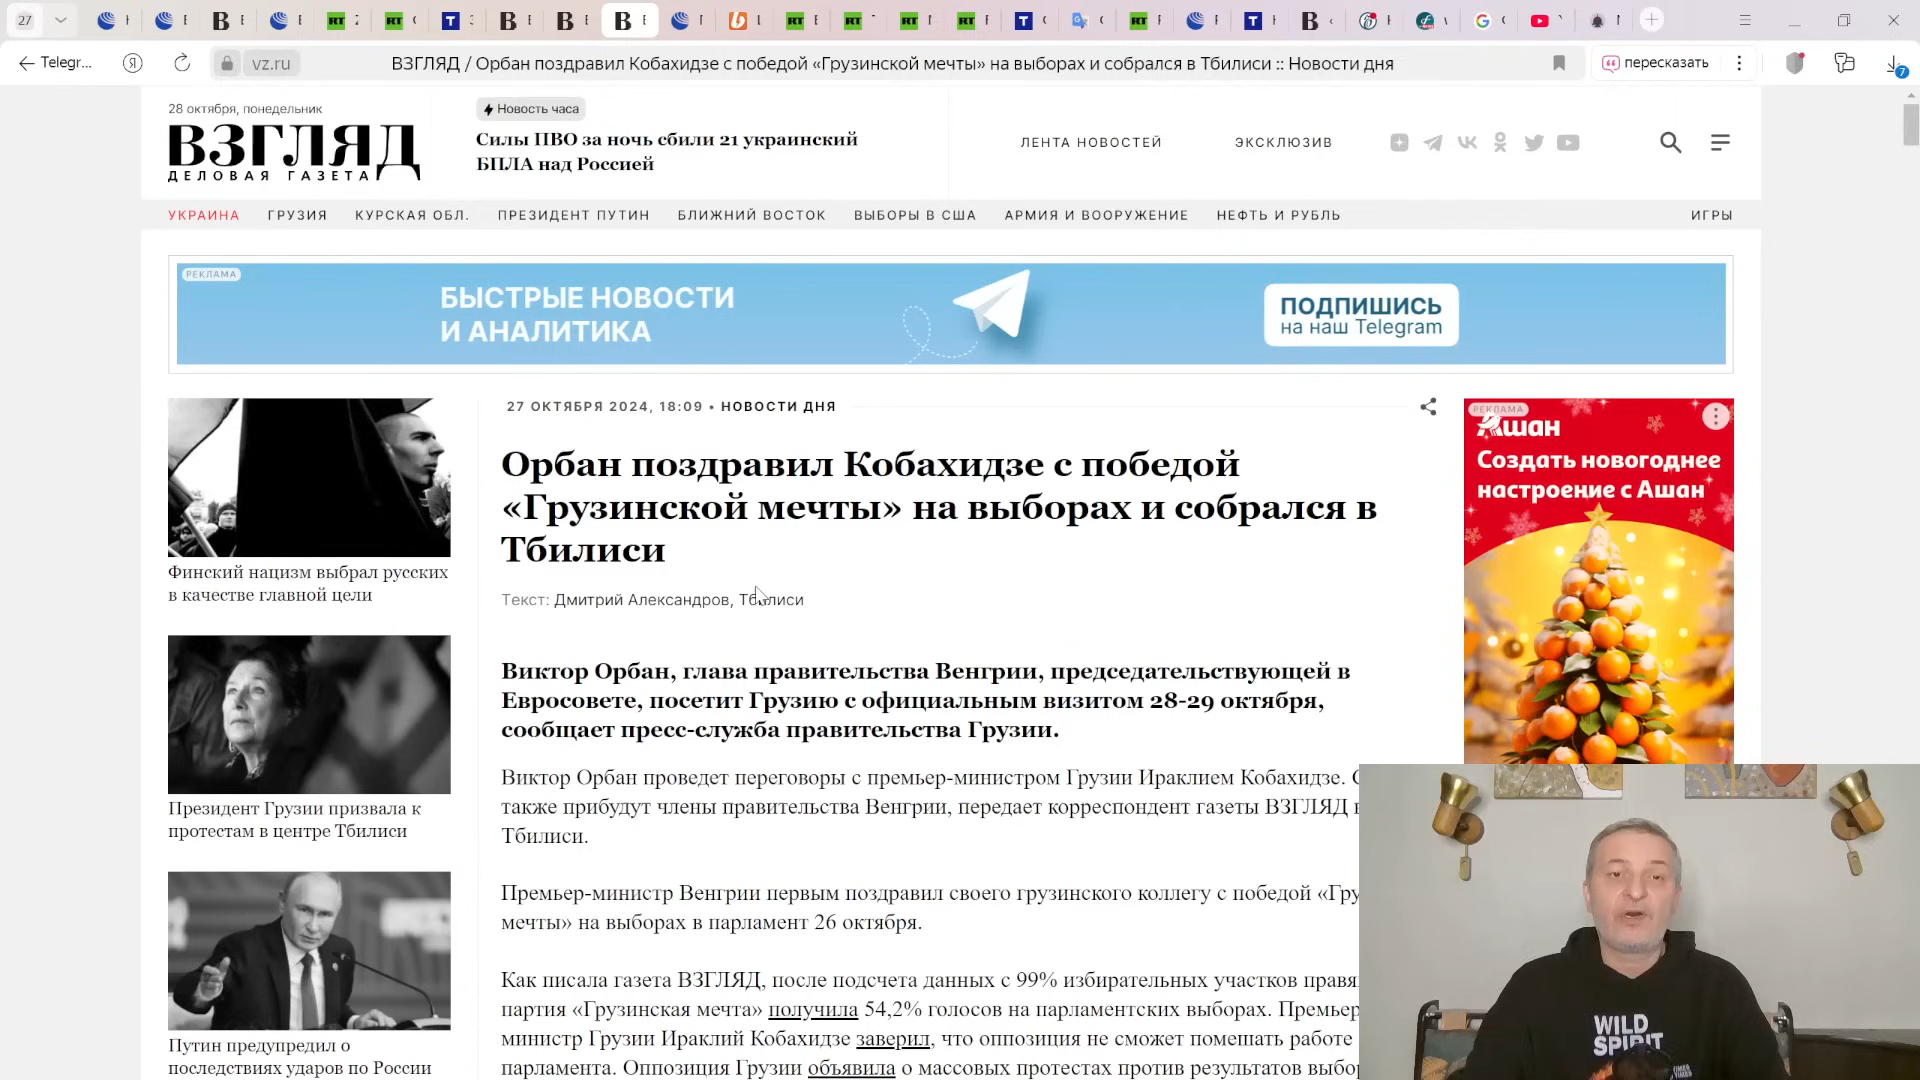 27
Telegr...
vz.ru
ВЗГЛЯД / Орбан поздравил Кобахидзе с победой «Грузинской мечты» на выборах и собрался в Тбилиси :: Новости дня
пересказать
7
28 октября, понедельник
ВЗГЛЯД
ДЕЛОВАЯ ГАЗЕТА
Новость часа
Силы ПВО за ночь сбили 21 украинский
БПЛА над Россией
ЛЕНТА НОВОСТЕЙ
ЭКСКЛЮЗИВ
УКРАИНА ГРУЗИЯ КУРСКАЯ ОБЛ. ПРЕЗИДЕНТ ПУТИН БЛИЖНИЙ ВОСТОК ВЫБОРЫ В США АРМИЯ И ВООРУЖЕНИЕ НЕФТЬ И РУБЛЬ ИГРЫ
РЕКЛАМА
БЫСТРЫЕ НОВОСТИ
И АНАЛИТИКА
ПОДПИШИСЬ
на наш Telegram
Финский нацизм выбрал русских
в качестве главной цели
Президент Грузии призвала к
протестам в центре Тбилиси
Путин предупредил о
последствиях ударов по России
27 ОКТЯБРЯ 2024, 18:09 • НОВОСТИ ДНЯ
Орбан поздравил Кобахидзе с победой
«Грузинской мечты» на выборах и собрался в
Тбилиси
Текст: Дмитрий Александров, Тбилиси
Виктор Орбан, глава правительства Венгрии, председательствующей в
Евросовете, посетит Грузию с официальным визитом 28-29 октября,
сообщает пресс-служба правительства Грузии.
Виктор Орбан проведет переговоры с премьер-министром Грузии Ираклием Кобахидзе.
также прибудут члены правительства Венгрии, передает корреспондент газеты ВЗГЛЯД в
Тбилиси.
Премьер-министр Венгрии первым поздравил своего грузинского коллегу с победой «Гру
мечты» на выборах в парламент 26 октября.
Как писала газета ВЗГЛЯД, после подсчета данных с 99% избирательных участков правя
партия «Грузинская мечта» получила 54,2% голосов на парламентских выборах. Премьер
министр Грузии Ираклий Кобахидзе заверил, что оппозиция не сможет помешать работе
парламента. Оппозиция Грузии объявила о массовых протестах против результатов выбо
РЕКЛАМА
Ашан
Создать новогоднее
настроение с Ашан
WILD
SPIRIT